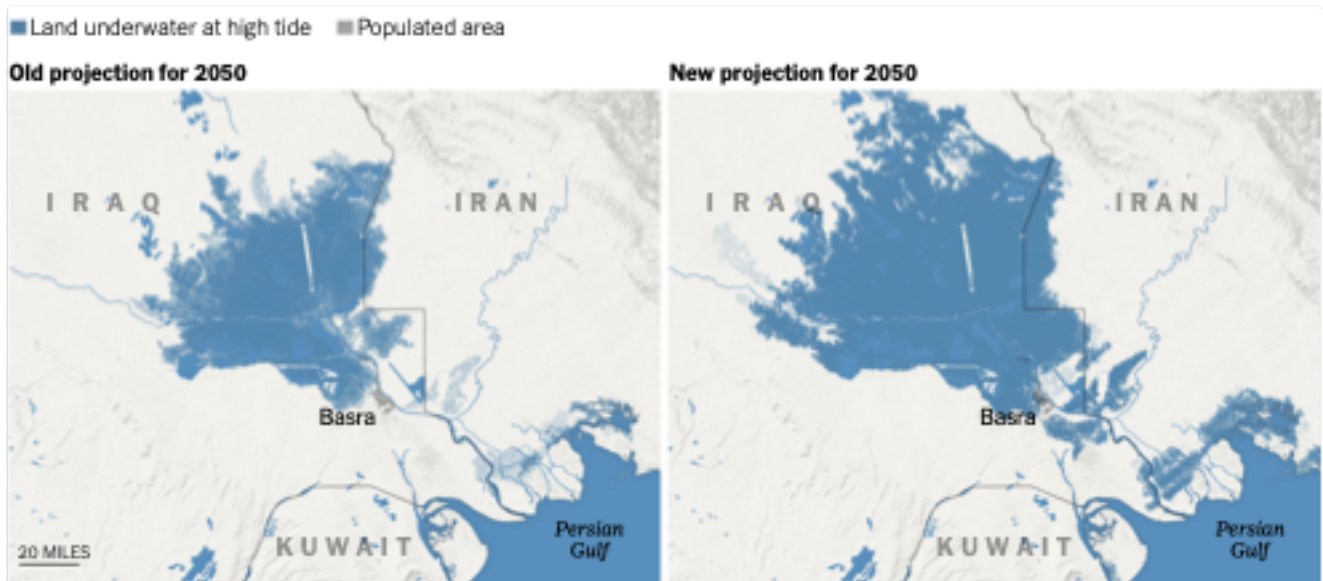 Land underwater at high tide Populated area
Old projection for 2050
New projection for 2050
IRAQ
IRAN
Basra
KUWAIT
Persian
Gulf
20 MILES
IRAQ
IRAN
Basra
KUWAIT
Persian
Gulf